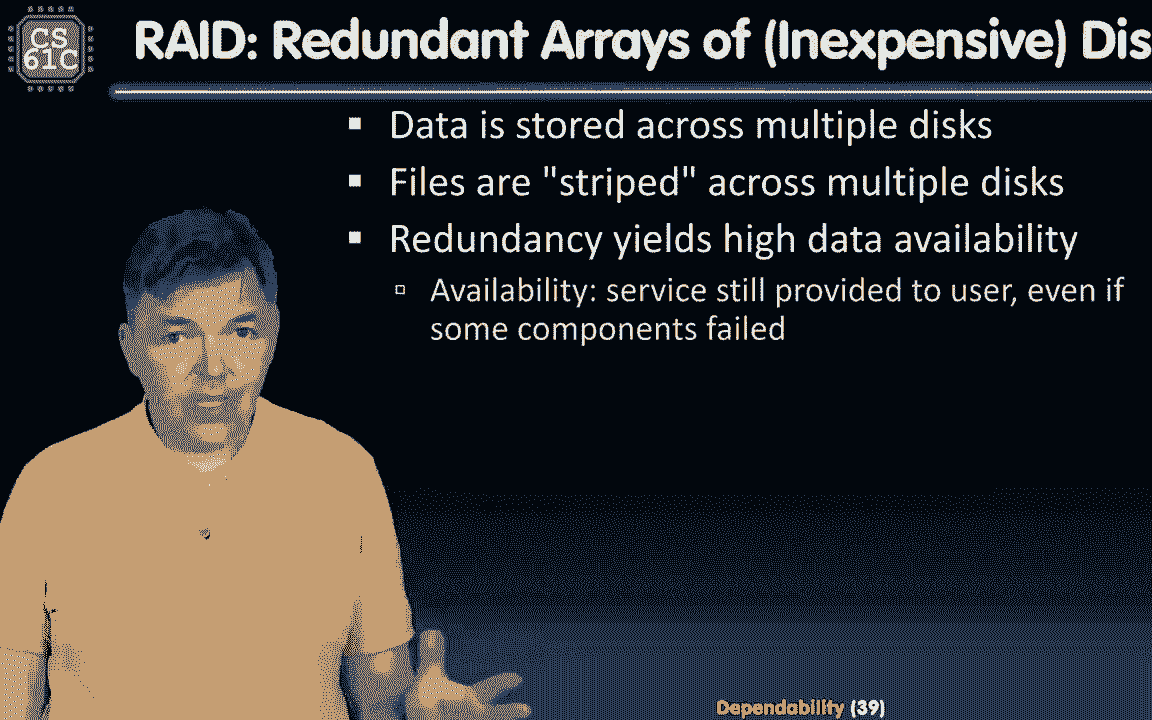 CS
61C
RAID: Redundant Arrays of (Inexpensive) Dis
Data is stored across multiple disks
Files are "striped" across multiple disks
Redundancy yields high data availability
Availability: service still provided to user, even if
some components failed
Dependability (39)